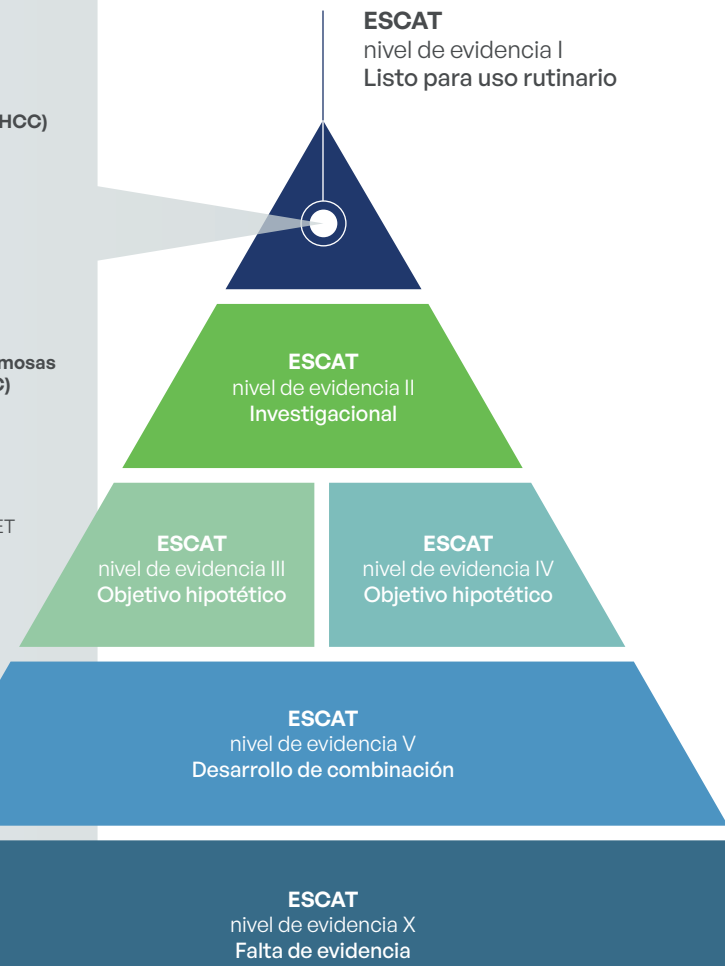 ESCAT
nivel de evidencia I
Listo para uso rutinario
HCC)
ESCAT
nivel de evidencia II
Investigacional
mosas
C)
ET
ESCAT
nivel de evidencia III
Objetivo hipotético
ESCAT
nivel de evidencia IV
Objetivo hipotético
ESCAT
nivel de evidencia V
Desarrollo de combinación
ESCAT
nivel de evidencia X
Falta de evidencia